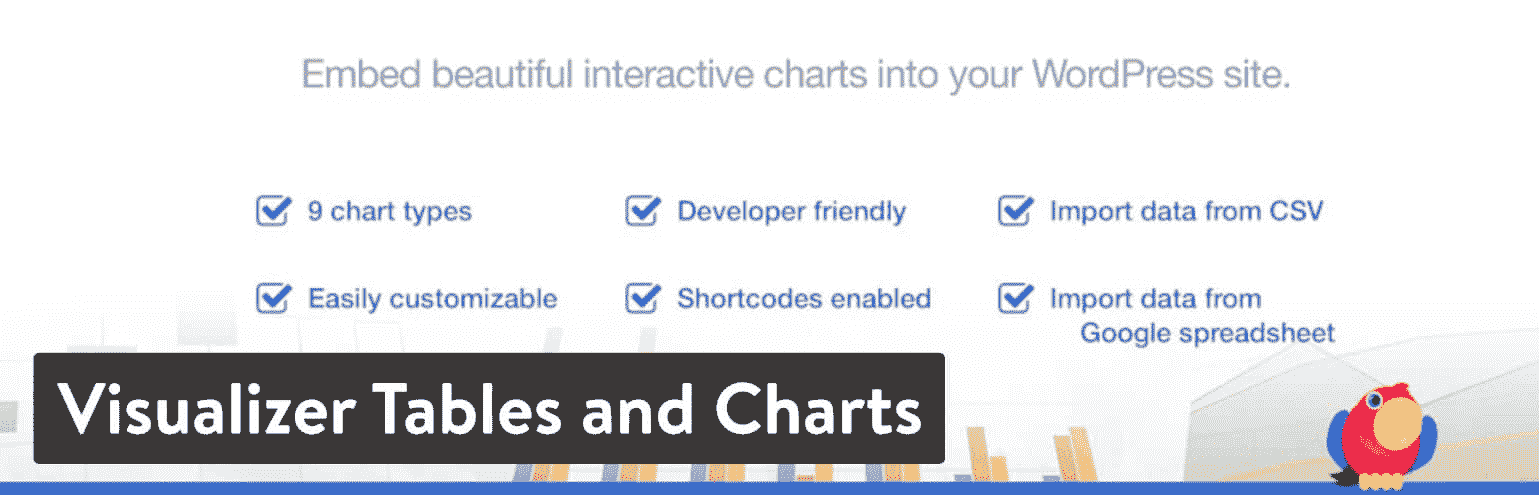 Embed beautiful interactive charts into your WordPress site.
9 chart types
Developer friendly
Import data from CSV
Easily customizable
Shortcodes enabled
Import data from
Google spreadsheet
Visualizer Tables and Charts